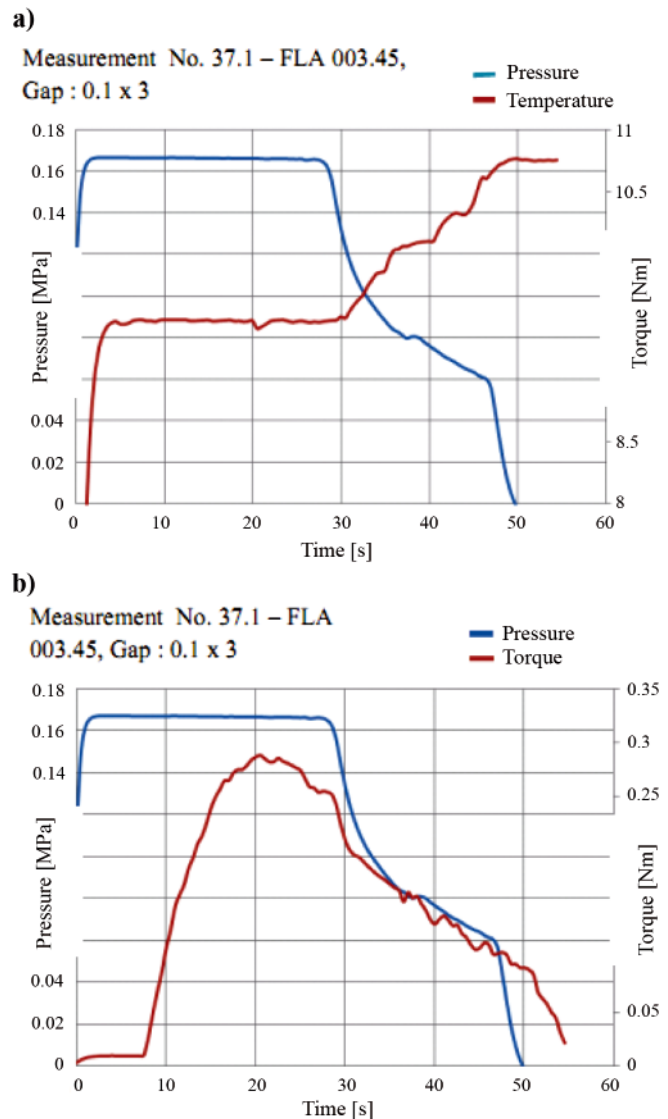 a)
Measurement No. 37.1 – FLA 003.45,
Gap : 0.1 x 3
Pressure
Temperature
0.18
0.16
0.14
0.04
0.02
0
Pressure [MPa]
11
10.5
8.5
8
Torque [Nm]
0 10 20 30 40 50 60
Time [s]
b)
Measurement No. 37.1 – FLA
003.45, Gap : 0.1 x 3
Pressure
Torque
0.18
0.16
0.14
0.04
0.02
0
Pressure [MPa]
0.35
0.3
0.25
0.05
0
Torque [Nm]
10 20 30 40 50 60
Time [s]